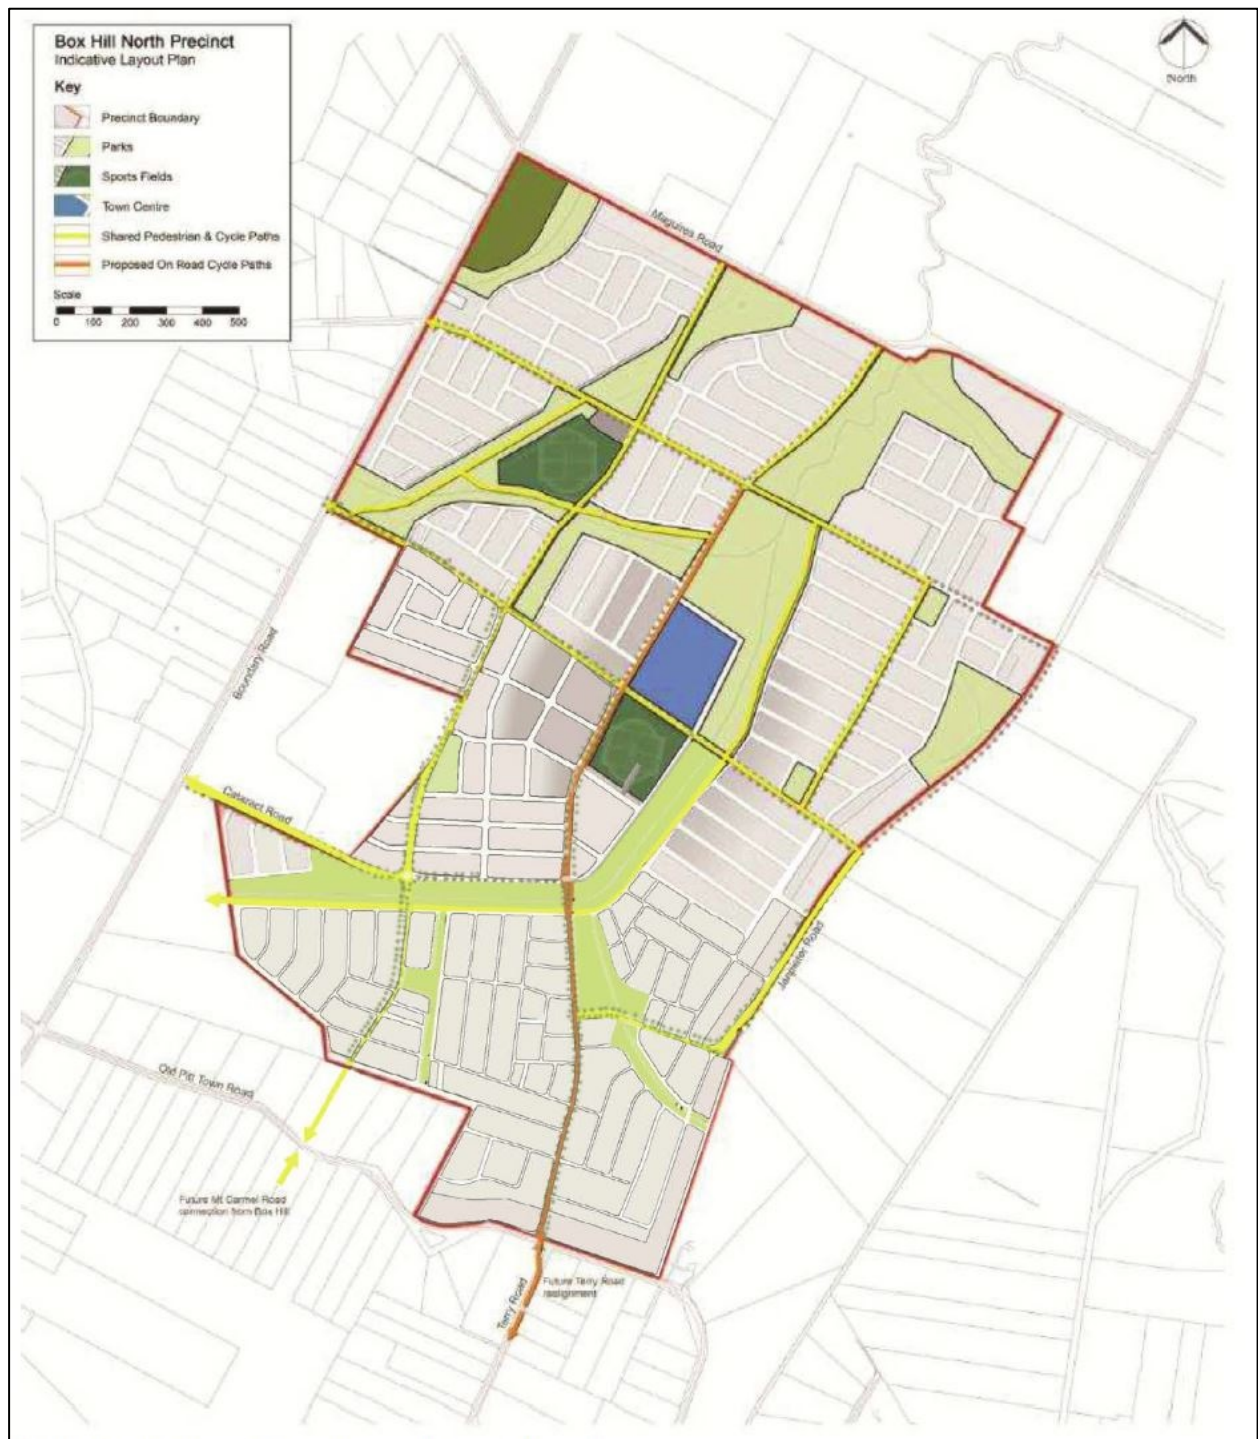 Box Hill North Precinct
Indicative Layout Plan
Key
Precinct Boundary
Parks
Sports Fields
Town Centre
Shared Pedestrian & Cycle Paths
Proposed On Road Cycle Paths
Scale
0 100 200 300 400 500
North
Maguires Road
Boundary Road
Cataract Road
Janpieter Road
Old Pitt Town Road
Future Mt Carmel Road
connection from Box Hill
Terry Road
Future Terry Road
realignment